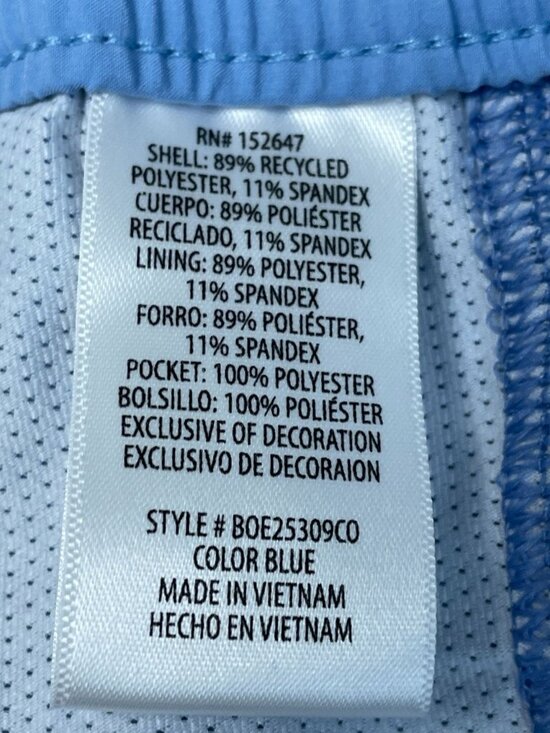 RN# 152647
SHELL: 89% RECYCLED
POLYESTER, 11% SPANDEX
CUERPO: 89% POLIÉSTER
RECICLADO, 11% SPANDEX
LINING: 89% POLYESTER,
11% SPANDEX
FORRO: 89% POLIÉSTER,
11% SPANDEX
POCKET: 100% POLYESTER
BOLSILLO: 100% POLIÉSTER
EXCLUSIVE OF DECORATION
EXCLUSIVO DE DECORAION
STYLE # BOE25309CO
COLOR BLUE
MADE IN VIETNAM
HECHO EN VIETNAM